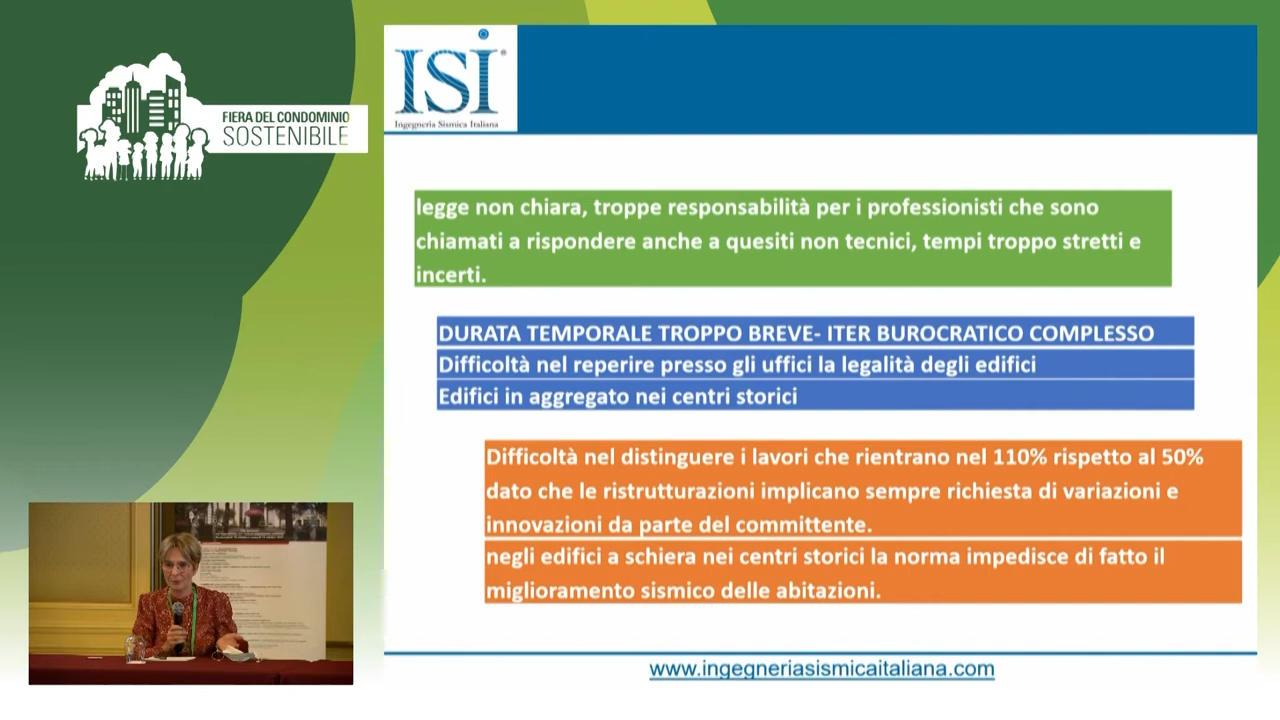 FIERA DEL CONDOMINIO
SOSTENIBILE
ISI
®
Ingegneria Sismica Italiana
legge non chiara, troppe responsabilità per i professionisti che sono
chiamati a rispondere anche a quesiti non tecnici, tempi troppo stretti e
incerti.
DURATA TEMPORALE TROPPO BREVE- ITER BUROCRATICO COMPLESSO
Difficoltà nel reperire presso gli uffici la legalità degli edifici
Edifici in aggregato nei centri storici
Difficoltà nel distinguere i lavori che rientrano nel 110% rispetto al 50%
dato che le ristrutturazioni implicano sempre richiesta di variazioni e
innovazioni da parte del committente.
negli edifici a schiera nei centri storici la norma impedisce di fatto il
miglioramento sismico delle abitazioni.
www.ingegneriasismicaitaliana.com